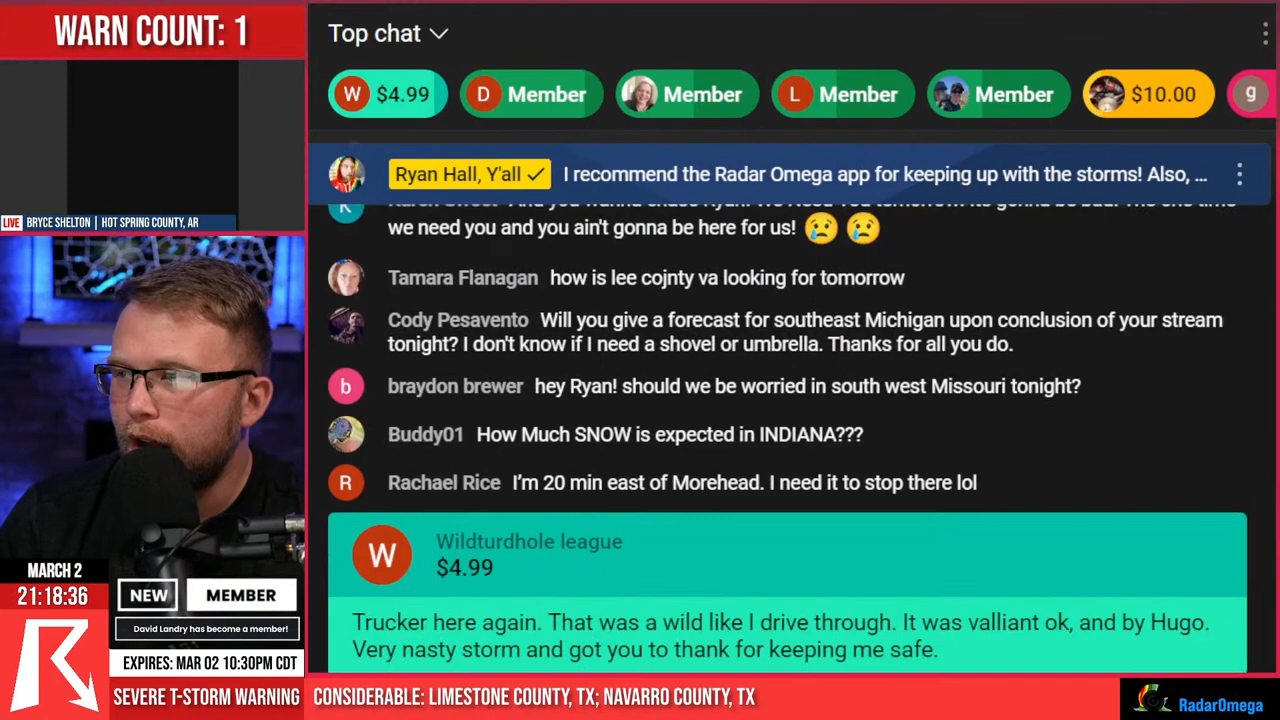 WARN COUNT: 1
LIVE BRYCE SHELTON | HOT SPRING COUNTY, AR
Top chat
W $4.99 D Member Member L Member Member $10.00 g
Ryan Hall, Y'all I recommend the Radar Omega app for keeping up with the storms! Also, ...
we need you and you ain't gonna be here for us!
Tamara Flanagan how is lee cojnty va looking for tomorrow
Cody Pesavento Will you give a forecast for southeast Michigan upon conclusion of your stream
tonight? I don't know if I need a shovel or umbrella. Thanks for all you do.
b braydon brewer hey Ryan! should we be worried in south west Missouri tonight?
Buddy01 How Much SNOW is expected in INDIANA???
R Rachael Rice I'm 20 min east of Morehead. I need it to stop there lol
W Wildturdhole league
$4.99
Trucker here again. That was a wild like I drive through. It was valliant ok, and by Hugo.
Very nasty storm and got you to thank for keeping me safe.
MARCH 2
21:18:36
NEW MEMBER
David Landry has become a member!
EXPIRES: MAR 02 10:30PM CDT
SEVERE T-STORM WARNING CONSIDERABLE: LIMESTONE COUNTY, TX; NAVARRO COUNTY, TX
RadarOmega